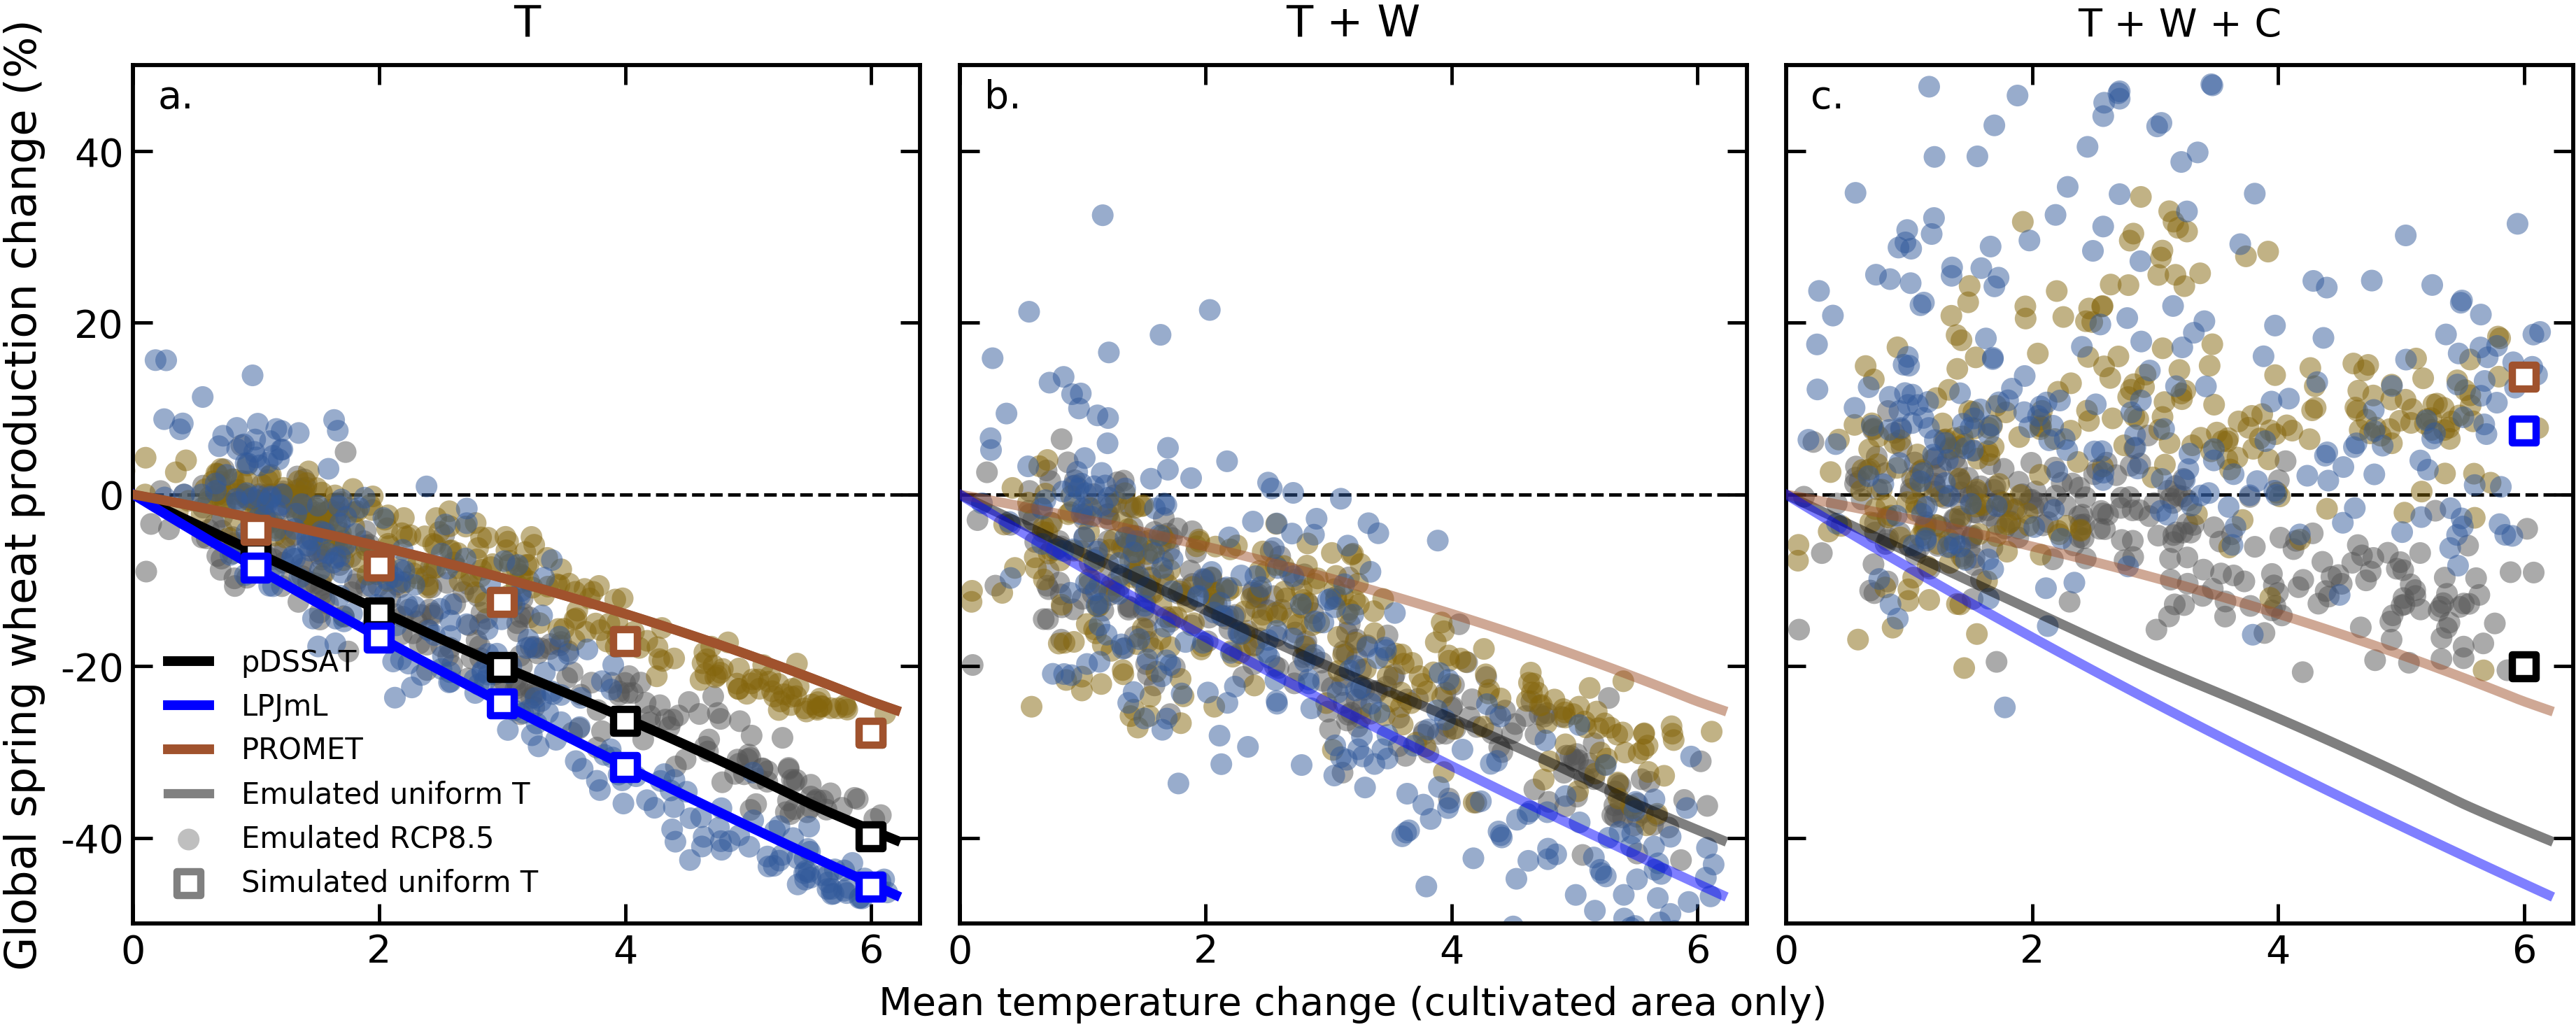 T
T + W
T + W + C
Global spring wheat production change (%)
a.
b.
c.
40
20
0
-20
-40
pDSSAT
LPJmL
PROMET
Emulated uniform T
Emulated RCP8.5
Simulated uniform T
0 2 4 6
0 2 4 6
0 2 4 6
Mean temperature change (cultivated area only)